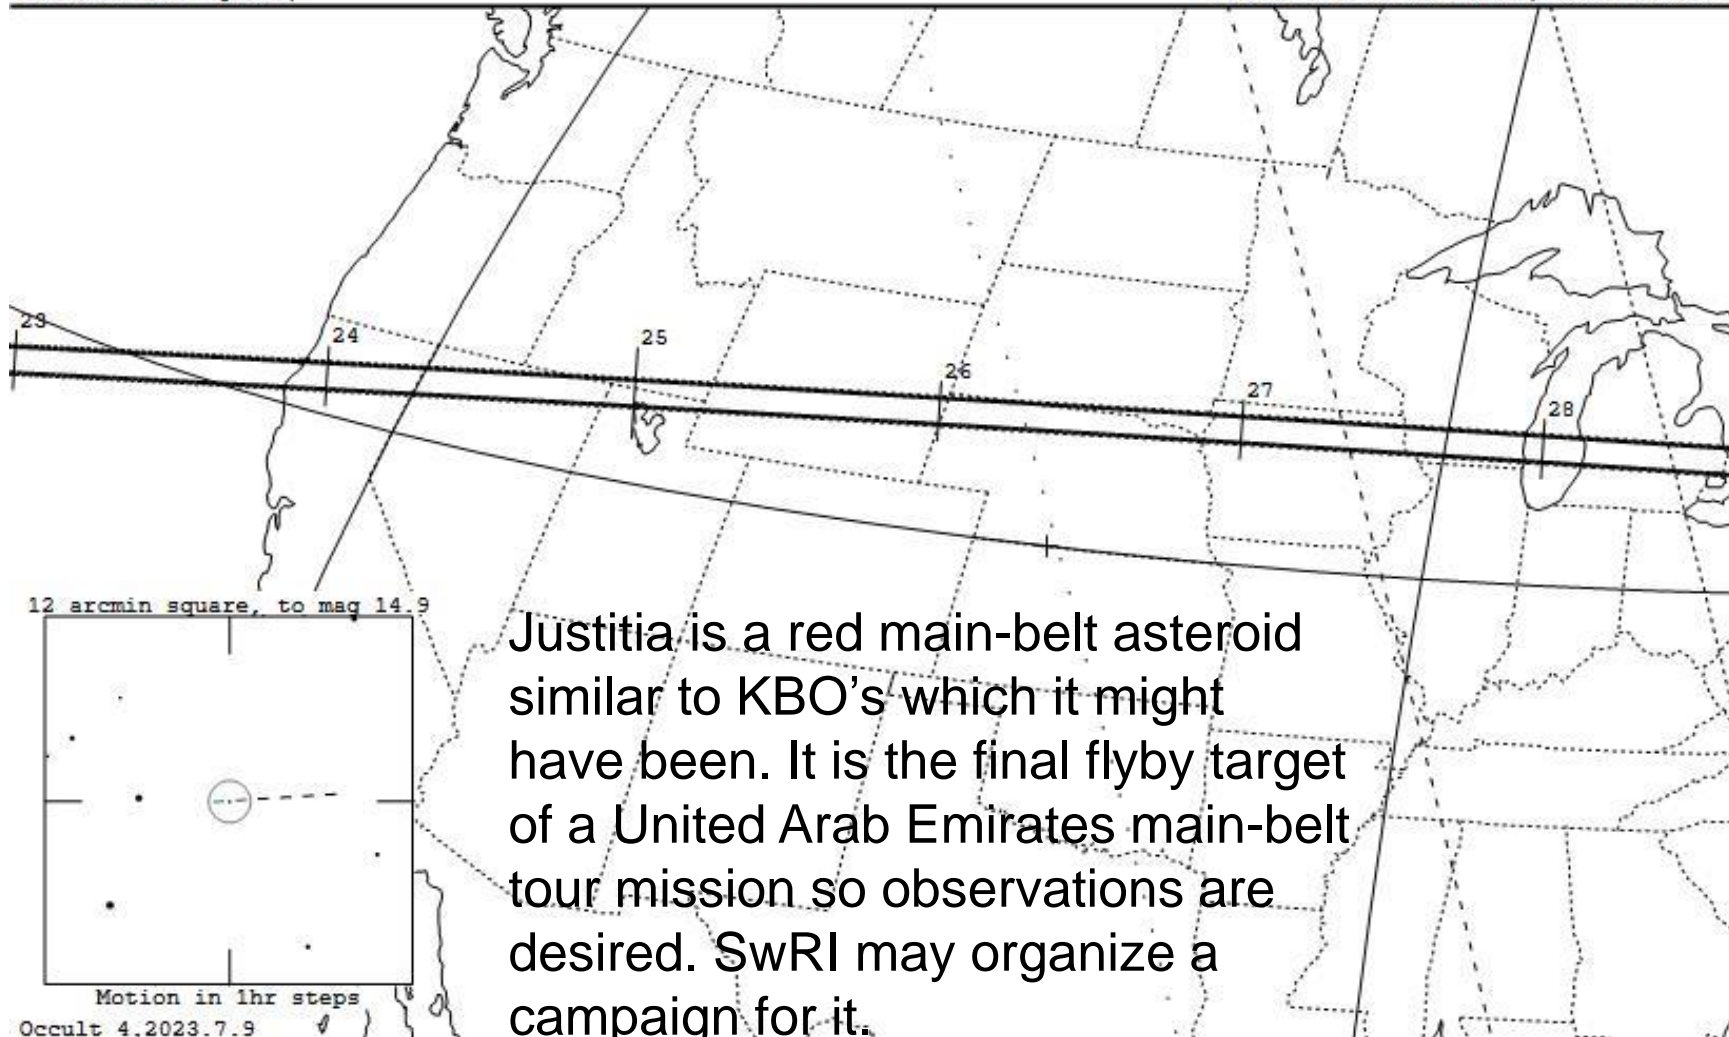 23
24
25
26
27
28
12 arcmin square, to mag 14.9
Motion in 1hr steps
Occult 4.2023.7.9
Justitia is a red main-belt asteroid
similar to KBO’s which it might
have been. It is the final flyby target
of a United Arab Emirates main-belt
tour mission so observations are
desired. SwRI may organize a
campaign for it.